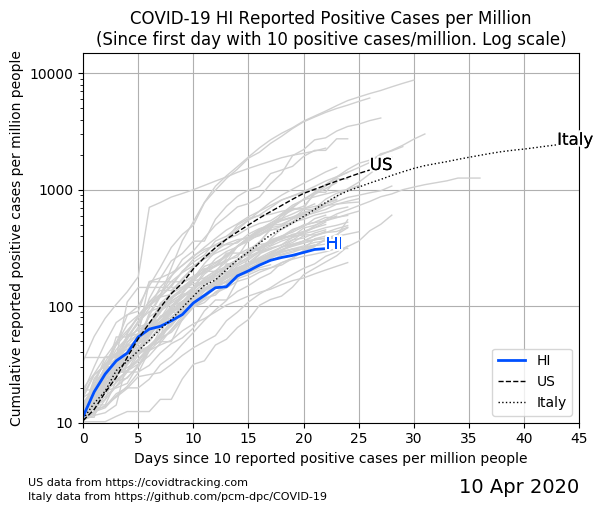 COVID-19 HI Reported Positive Cases per Million
(Since first day with 10 positive cases/million. Log scale)
Cumulative reported positive cases per million people
10000
1000
100
10
Italy
US
HI
HI
US
Italy
0 5 10 15 20 25 30 35 40 45
Days since 10 reported positive cases per million people
US data from https://covidtracking.com
Italy data from https://github.com/pcm-dpc/COVID-19
10 Apr 2020